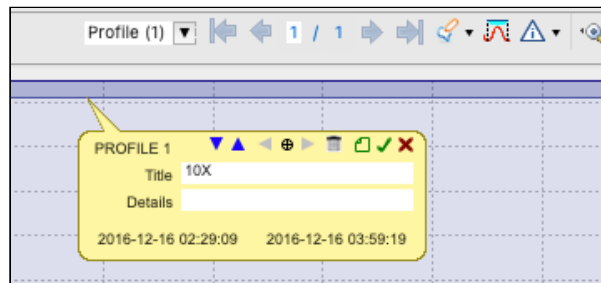 Profile (1) 1 / 1
PROFILE 1
Title 10X
Details
2016-12-16 02:29:09 2016-12-16 03:59:19